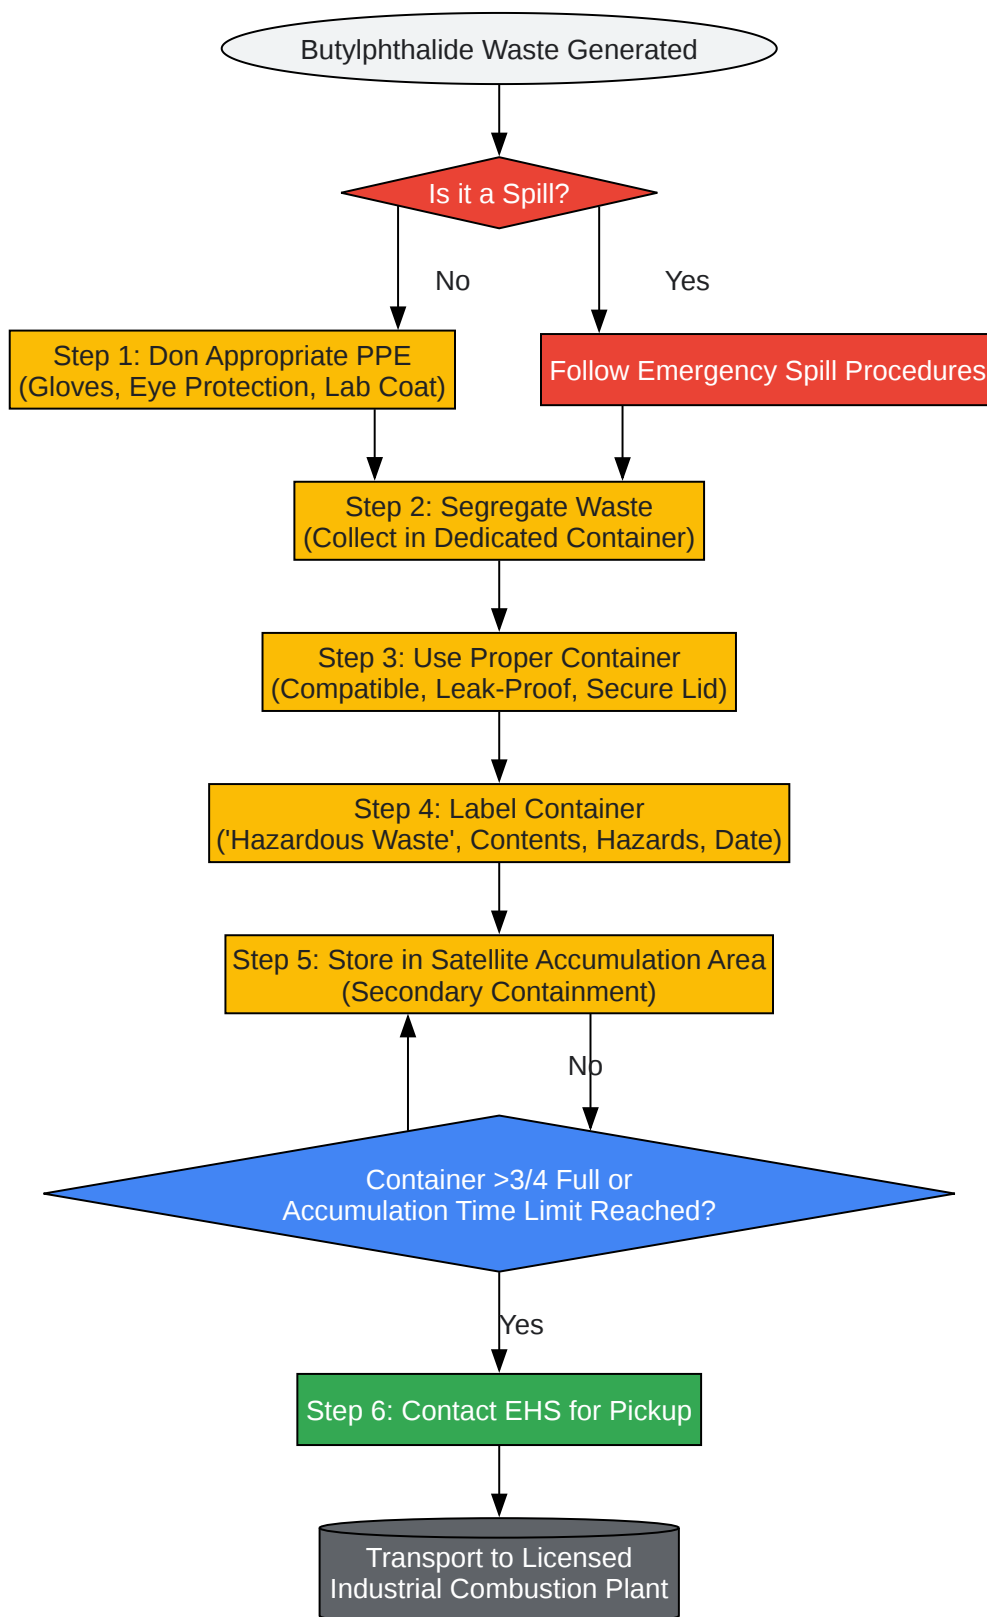 Butylphthalide Waste Generated
Is it a Spill?
No
Yes
Step 1: Don Appropriate PPE
(Gloves, Eye Protection, Lab Coat)
Follow Emergency Spill Procedures
Step 2: Segregate Waste
(Collect in Dedicated Container)
Step 3: Use Proper Container
(Compatible, Leak-Proof, Secure Lid)
Step 4: Label Container
('Hazardous Waste', Contents, Hazards, Date)
Step 5: Store in Satellite Accumulation Area
(Secondary Containment)
No
Container >3/4 Full or
Accumulation Time Limit Reached?
Yes
Step 6: Contact EHS for Pickup
Transport to Licensed
Industrial Combustion Plant